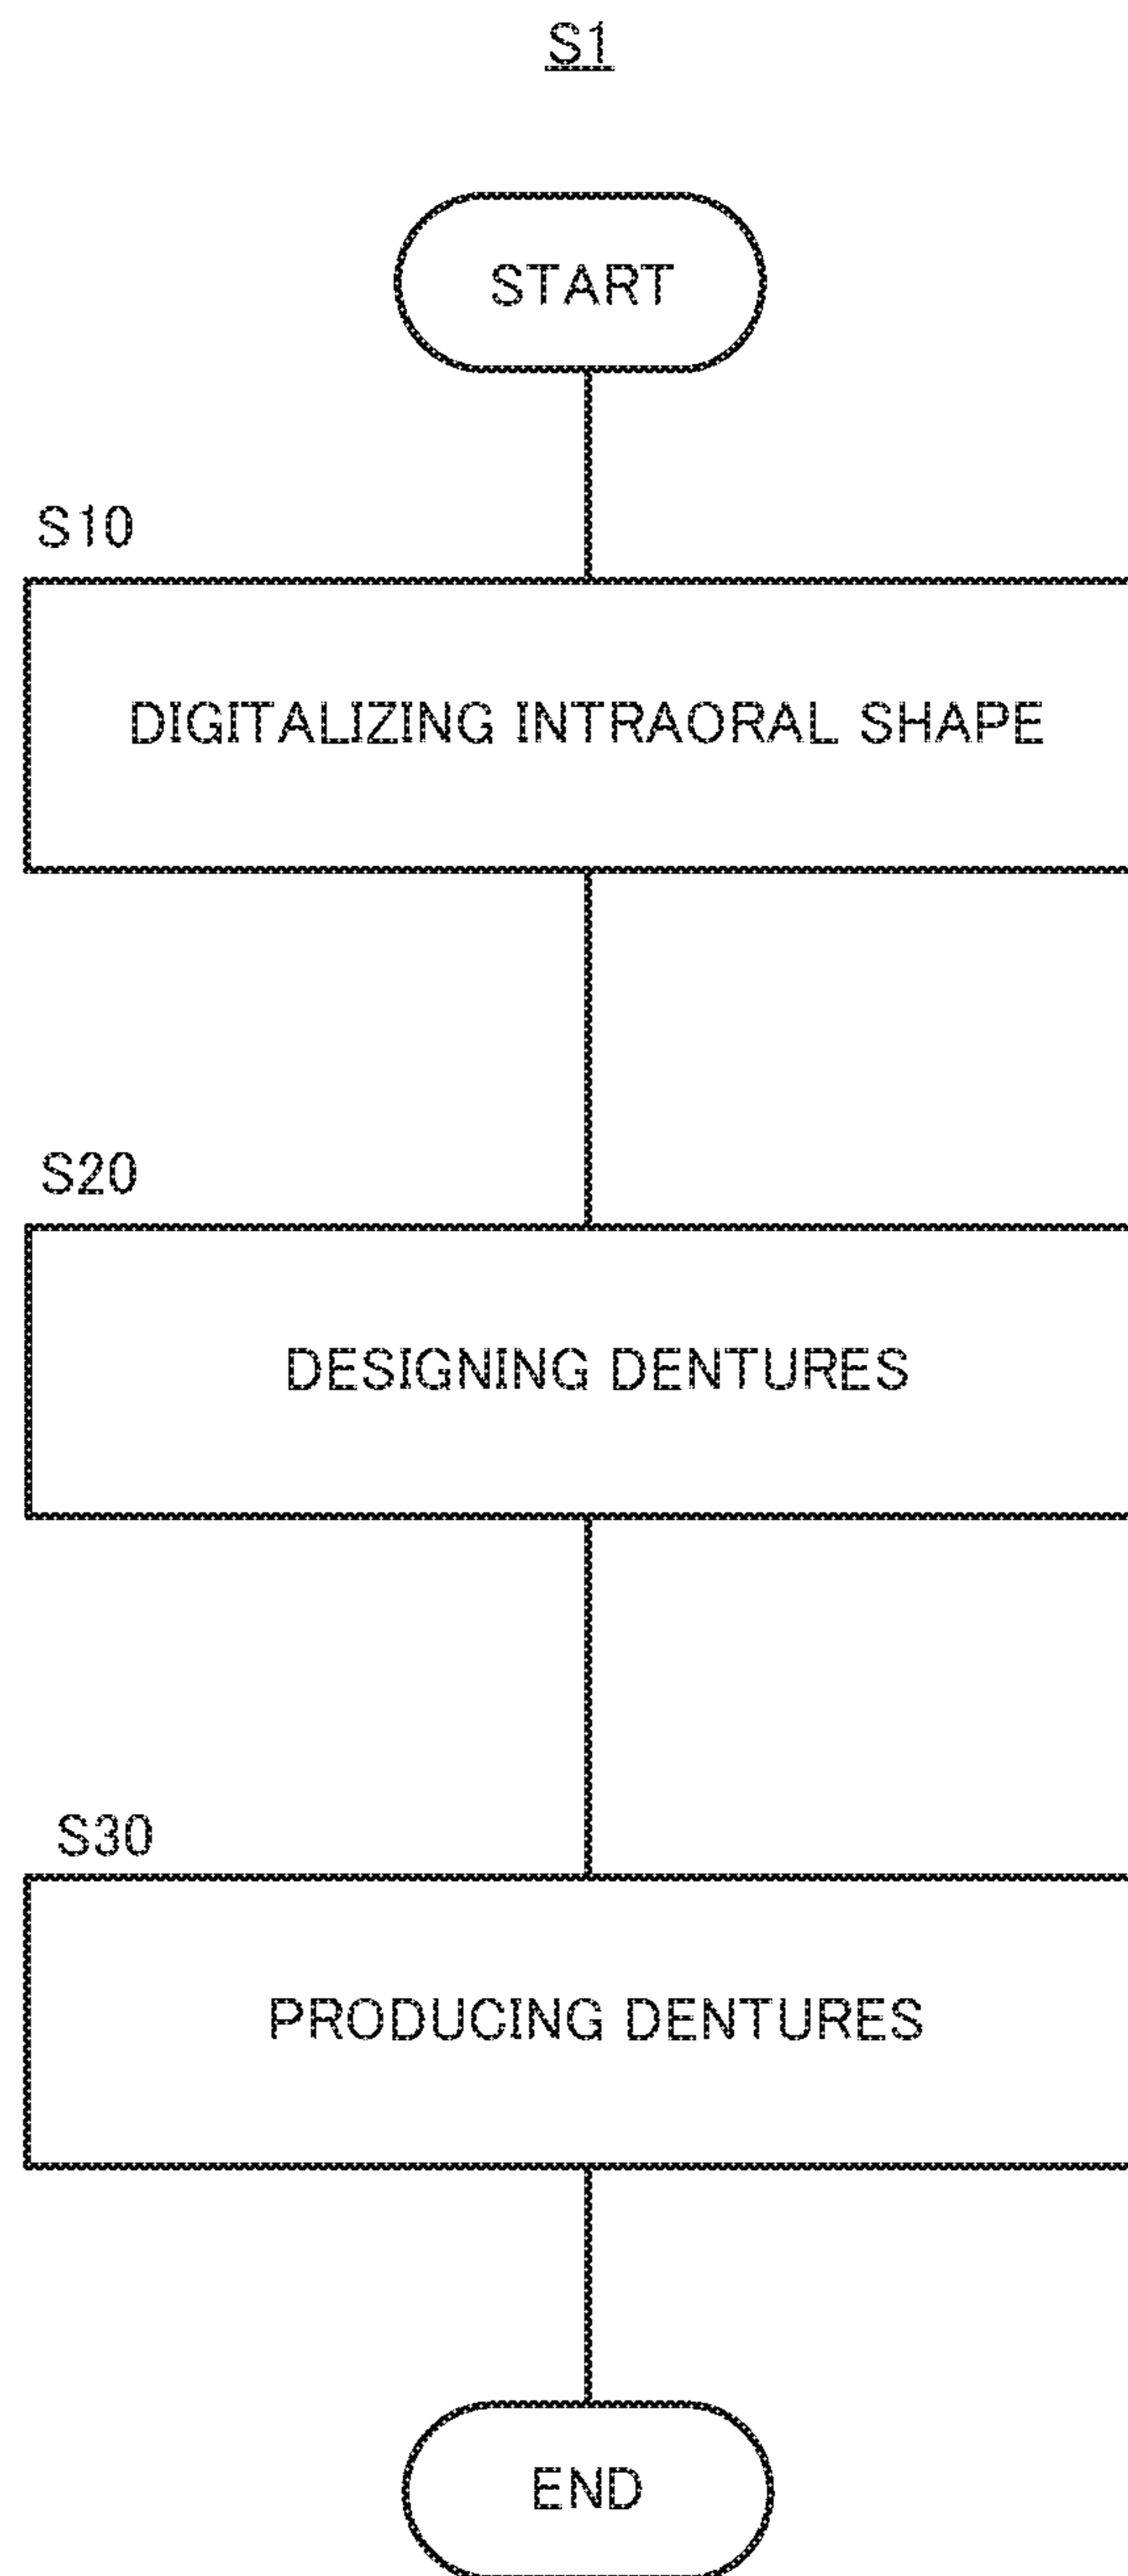 S1
START
S10
DIGITALIZING INTRAORAL SHAPE
S20
DESIGNING DENTURES
S30
PRODUCING DENTURES
END